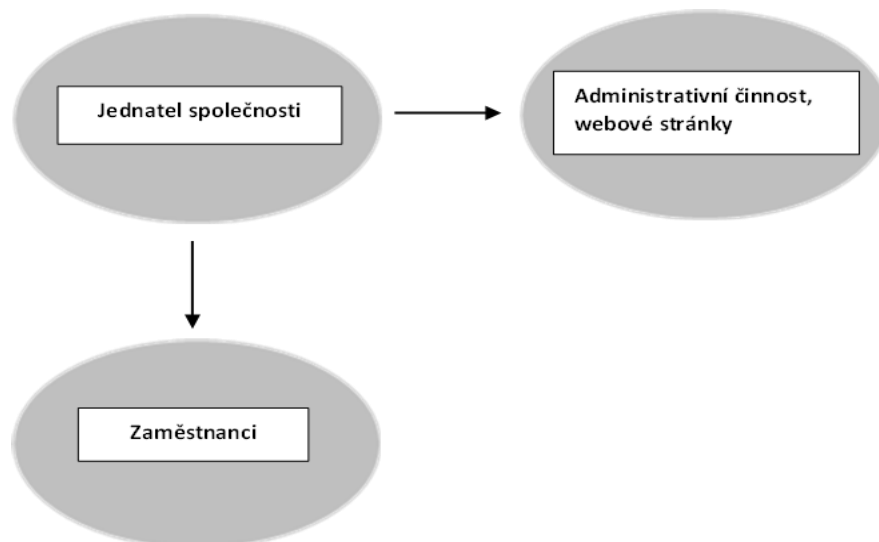 Jednatel společnosti
Administrativní činnost,
webové stránky
Zaměstnanci